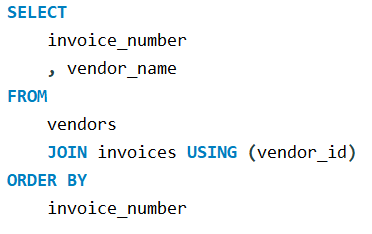 SELECT
    invoice_number
    , vendor_name
FROM
    vendors
    JOIN invoices USING (vendor_id)
ORDER BY
    invoice_number